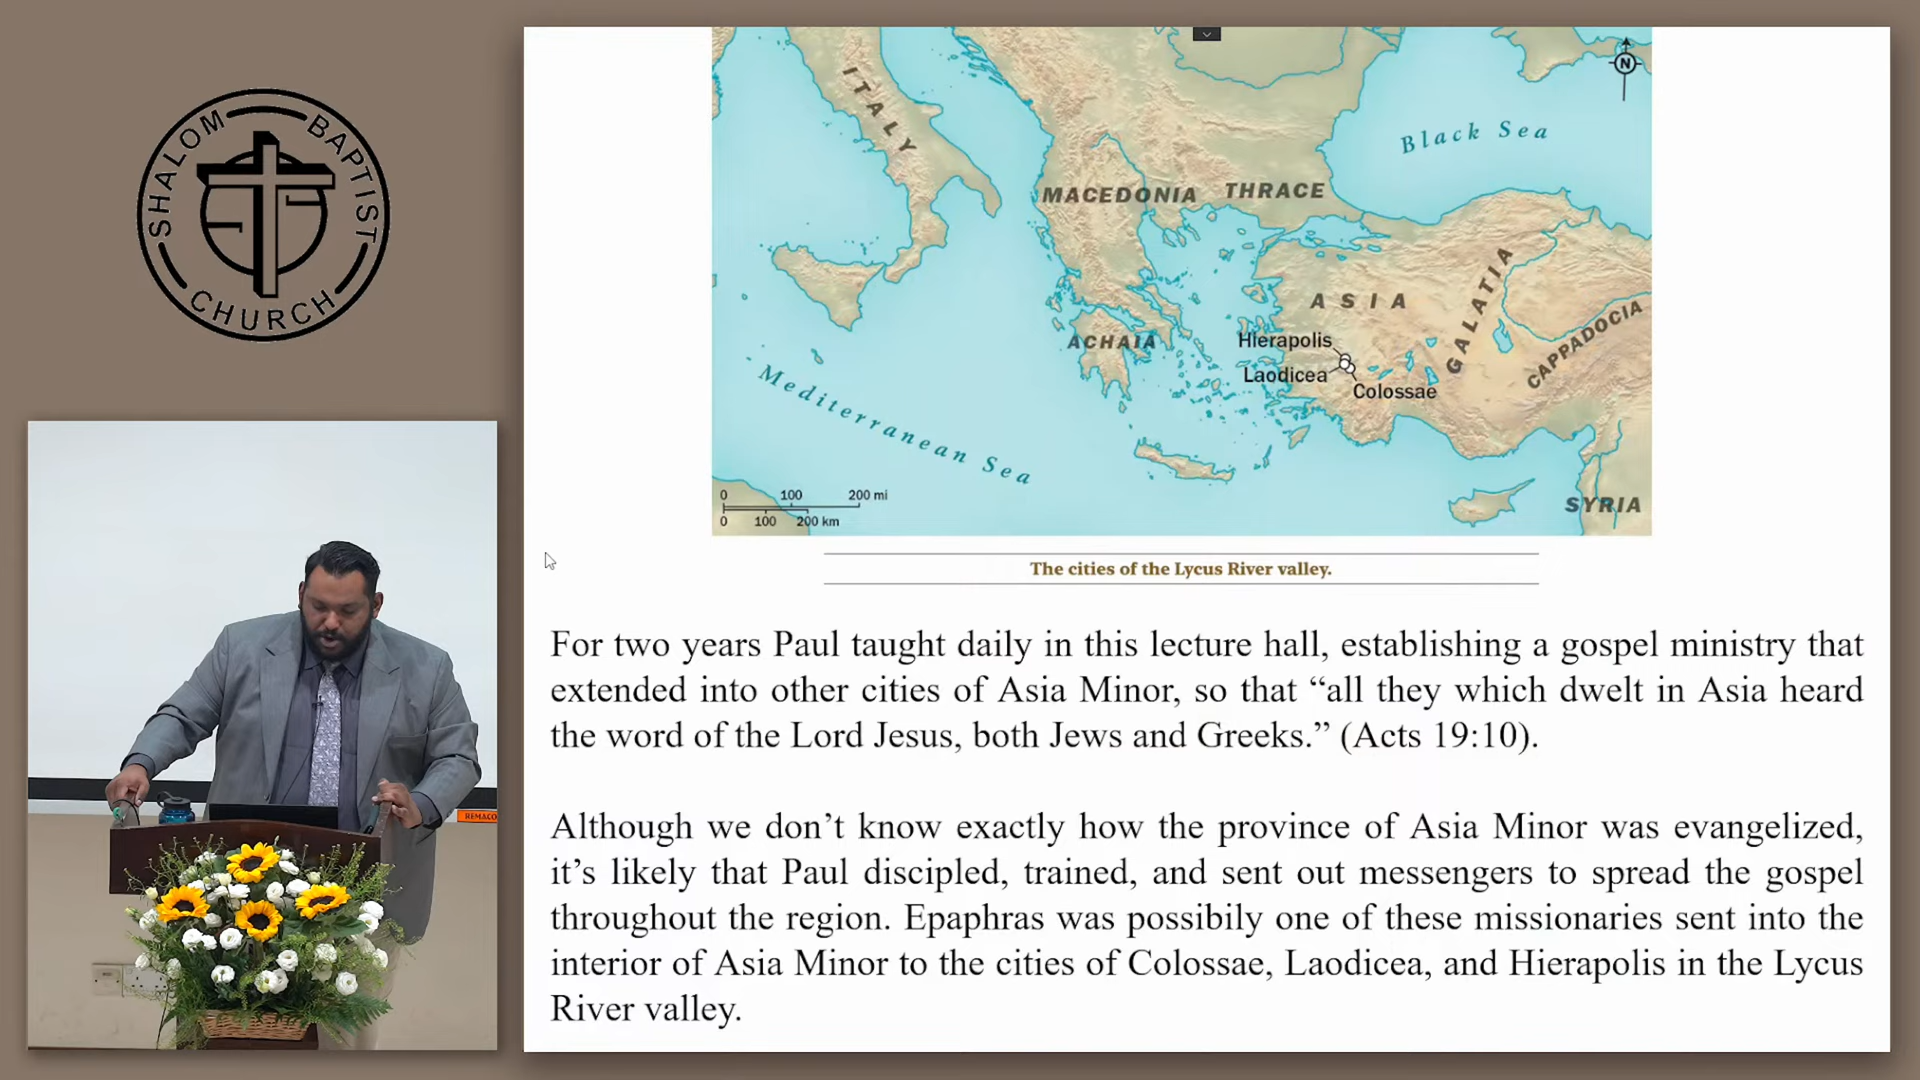 SHALOM BAPTIST CHURCH
REMACO
N
ITALY
Black Sea
MACEDONIA THRACE
ASIA
GALATIA
CAPPADOCIA
Hierapolis
ACHAIA
Laodicea
Colossae
Mediterranean Sea
SYRIA
0 100 200 mi
0 100 200 km
The cities of the Lycus River valley.
For two years Paul taught daily in this lecture hall, establishing a gospel ministry that
extended into other cities of Asia Minor, so that “all they which dwelt in Asia heard
the word of the Lord Jesus, both Jews and Greeks.” (Acts 19:10).
Although we don’t know exactly how the province of Asia Minor was evangelized,
it’s likely that Paul discipled, trained, and sent out messengers to spread the gospel
throughout the region. Epaphras was possibily one of these missionaries sent into the
interior of Asia Minor to the cities of Colossae, Laodicea, and Hierapolis in the Lycus
River valley.